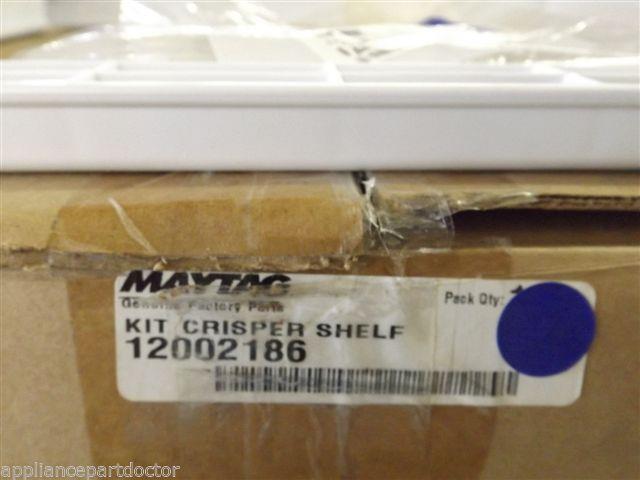 MAYTAG
Genuine Factory Parts
Pack Qty:
KIT CRISPER SHELF
12002186
appliancepartdoctor